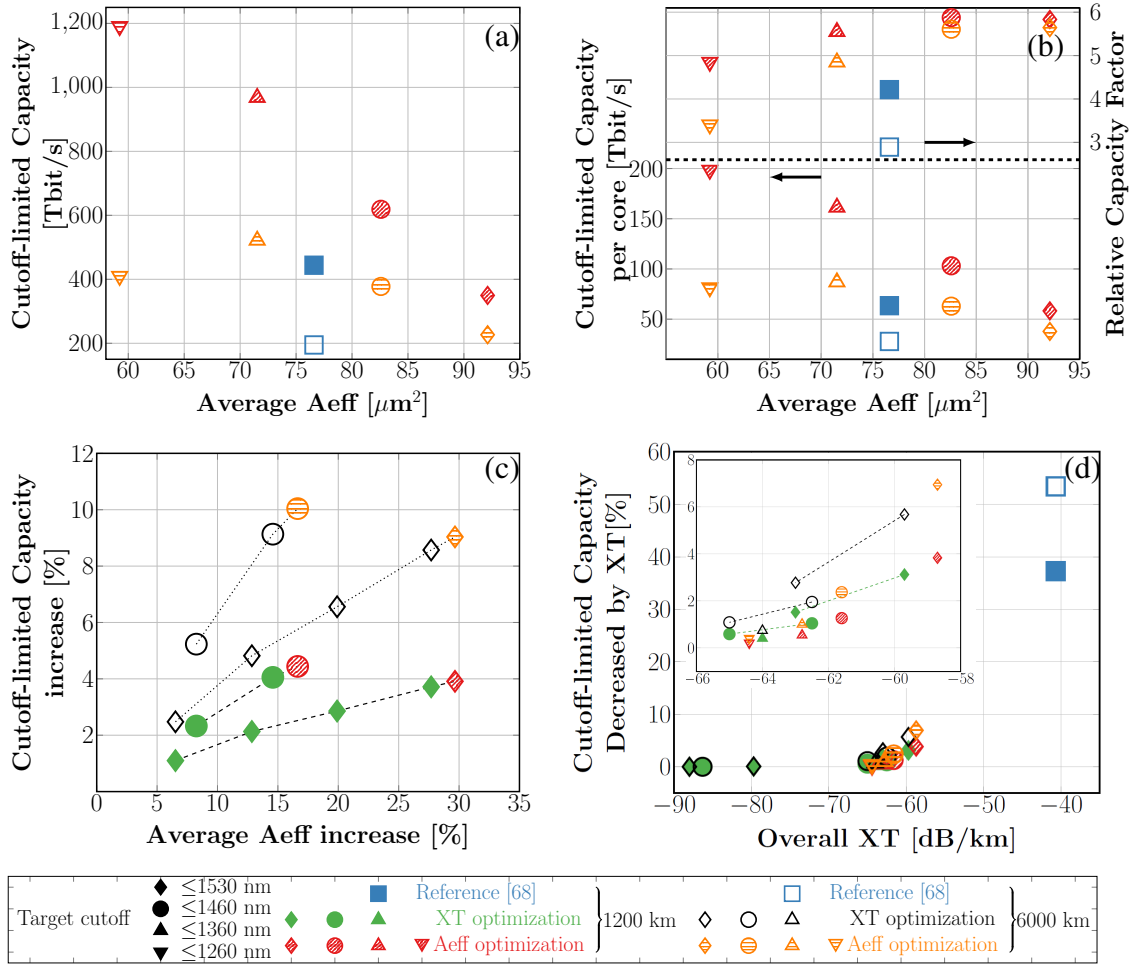 (a)
Cutoff-limited Capacity
[Tbit/s]
1,200
1,000
800
600
400
200
60 65 70 75 80 85 90 95
Average Aeff [μm²]
(b)
Cutoff-limited Capacity
per core [Tbit/s]
200
150
100
50
6
5
4
3
Relative Capacity Factor
60 65 70 75 80 85 90 95
Average Aeff [μm²]
(c)
Cutoff-limited Capacity
increase [%]
12
10
8
6
4
2
0 5 10 15 20 25 30 35
Average Aeff increase [%]
(d)
Cutoff-limited Capacity
Decreased by XT[%]
60
50
40
30
20
10
0
8
6
4
2
0
−66 −64 −62 −60 −58
−90 −80 −70 −60 −50 −40
Overall XT [dB/km]
Target cutoff
≤1530 nm
≤1460 nm
≤1360 nm
≤1260 nm
Reference [68]
XT optimization
Aeff optimization
1200 km
Reference [68]
XT optimization
Aeff optimization
6000 km